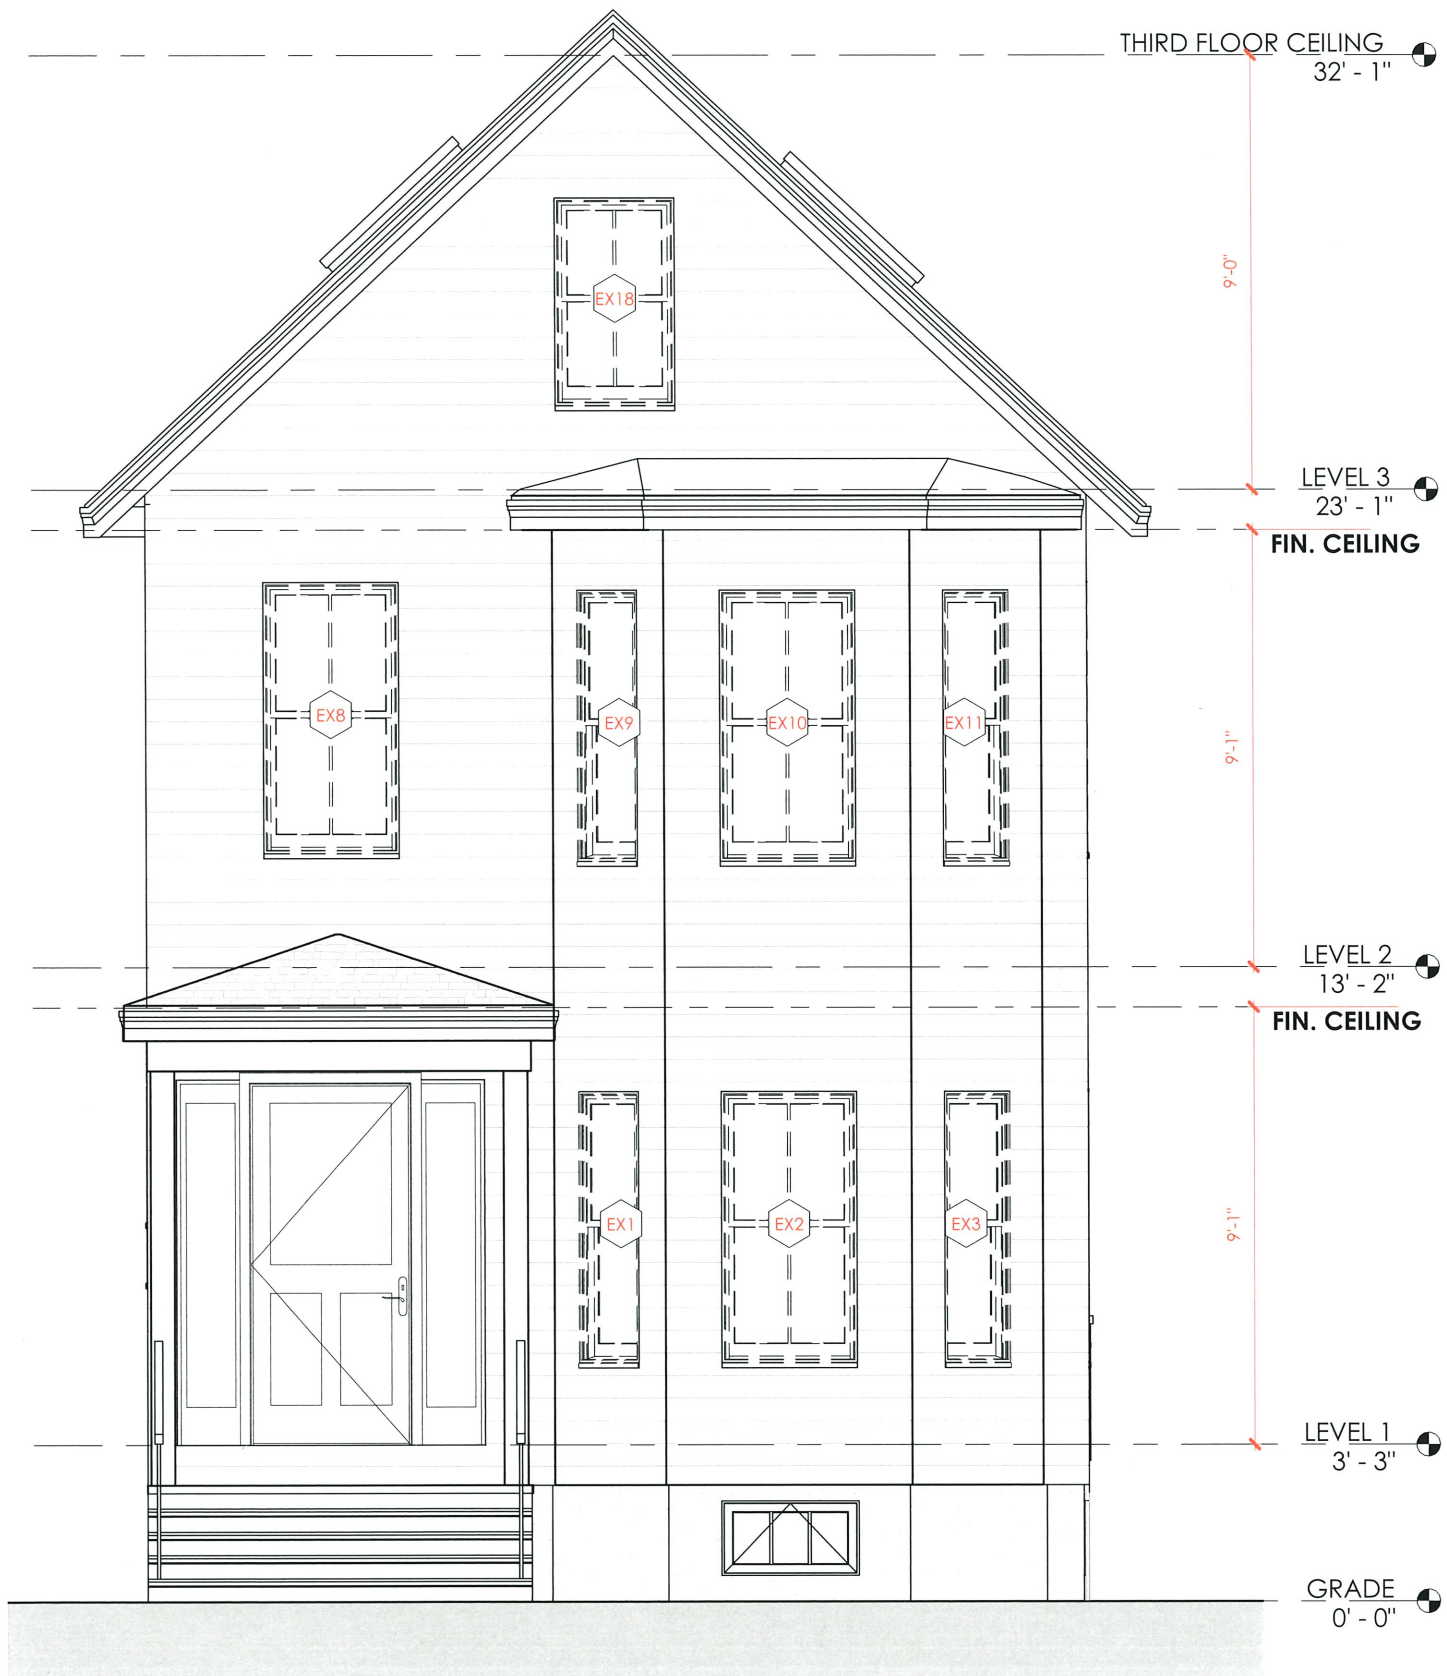 THIRD FLOOR CEILING
32' - 1"
9'-0"
EX18
LEVEL 3
23' - 1"
FIN. CEILING
EX8
EX9
EX10
EX11
9'-1"
LEVEL 2
13' - 2"
FIN. CEILING
EX1
EX2
EX3
9'-1"
LEVEL 1
3' - 3"
GRADE
0' - 0"